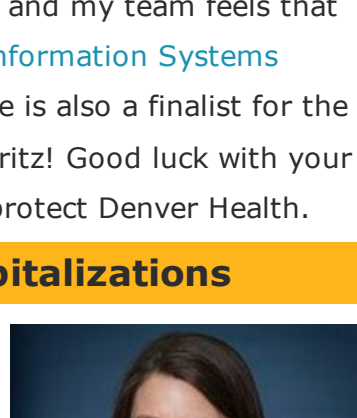 and my team feels that
nformation Systems
e is also a finalist for the
ritz! Good luck with your
protect Denver Health.
pitalizations